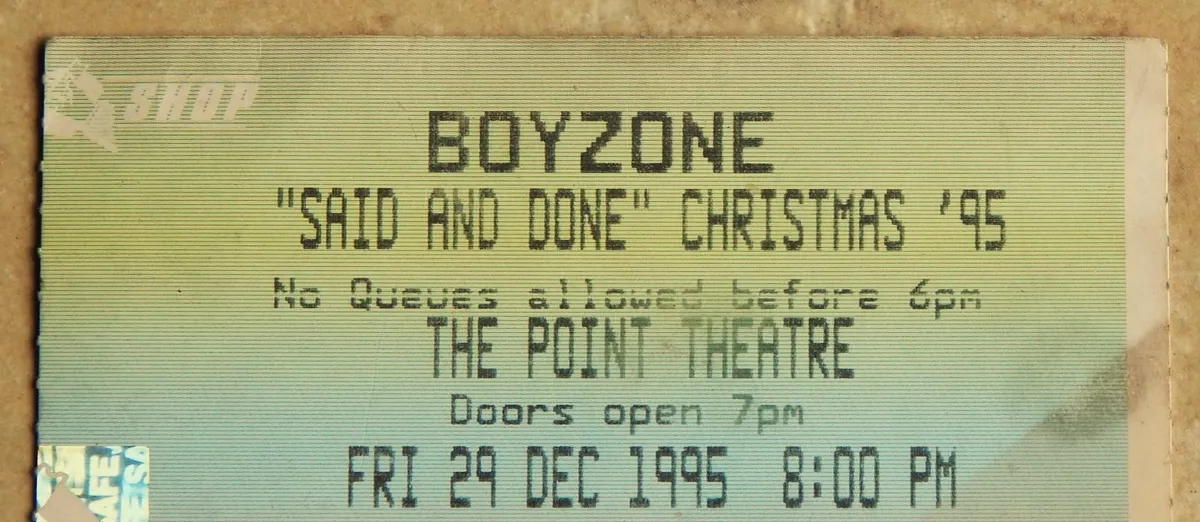 SHOP
BOYZONE
"SAID AND DONE" CHRISTMAS '95
No Queues allowed before 6pm
THE POINT THEATRE
Doors open 7pm
FRI 29 DEC 1995 8:00 PM